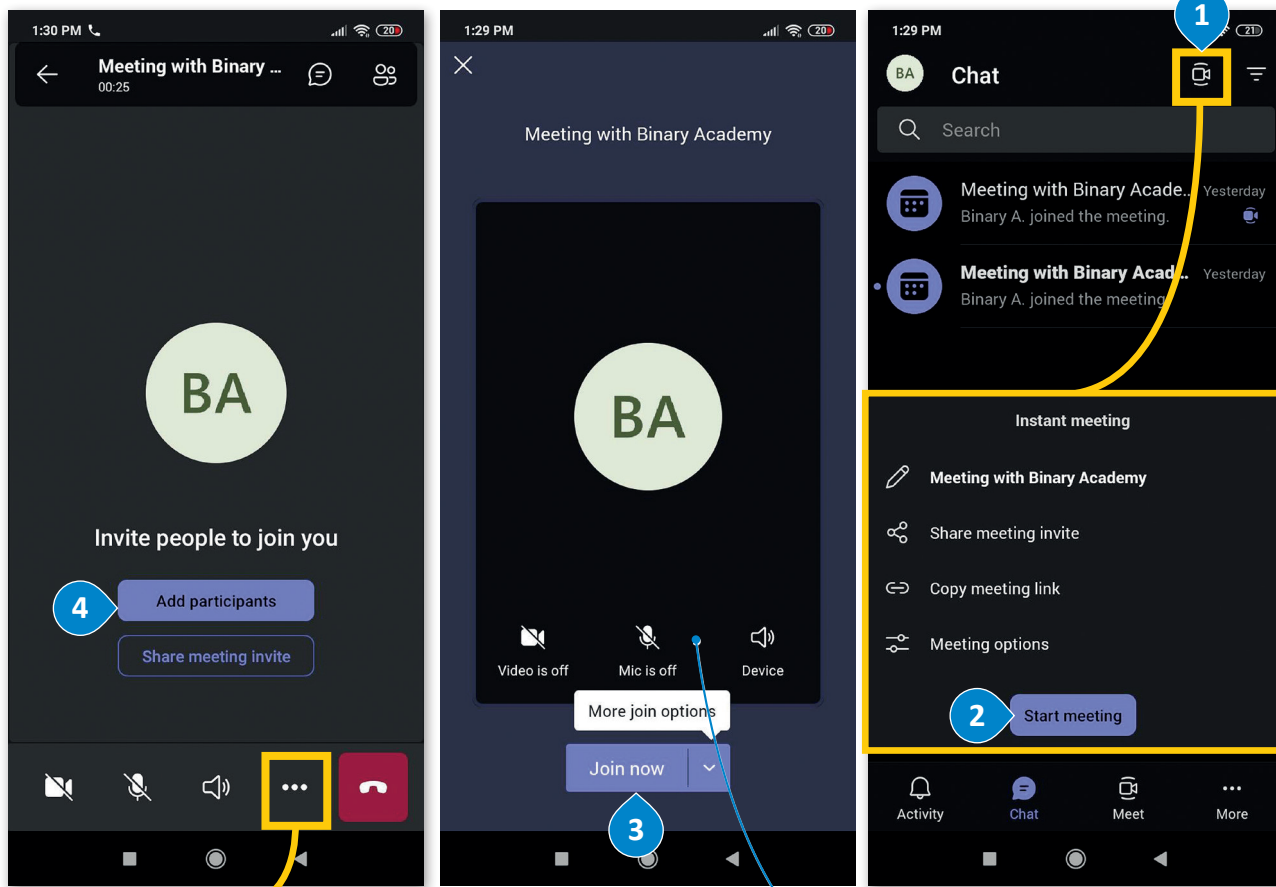 1:30 PM
20
Meeting with Binary ...
00:25
BA
Invite people to join you
4
Add participants
Share meeting invite
1:29 PM
20
Meeting with Binary Academy
BA
Video is off
Mic is off
Device
More join options
Join now
3
1
1:29 PM
21
BA
Chat
Search
Meeting with Binary Acade.. Yesterday
Binary A. joined the meeting.
Meeting with Binary Acad.. Yesterday
Binary A. joined the meeting
Instant meeting
Meeting with Binary Academy
Share meeting invite
Copy meeting link
Meeting options
2
Start meeting
Activity
Chat
Meet
More